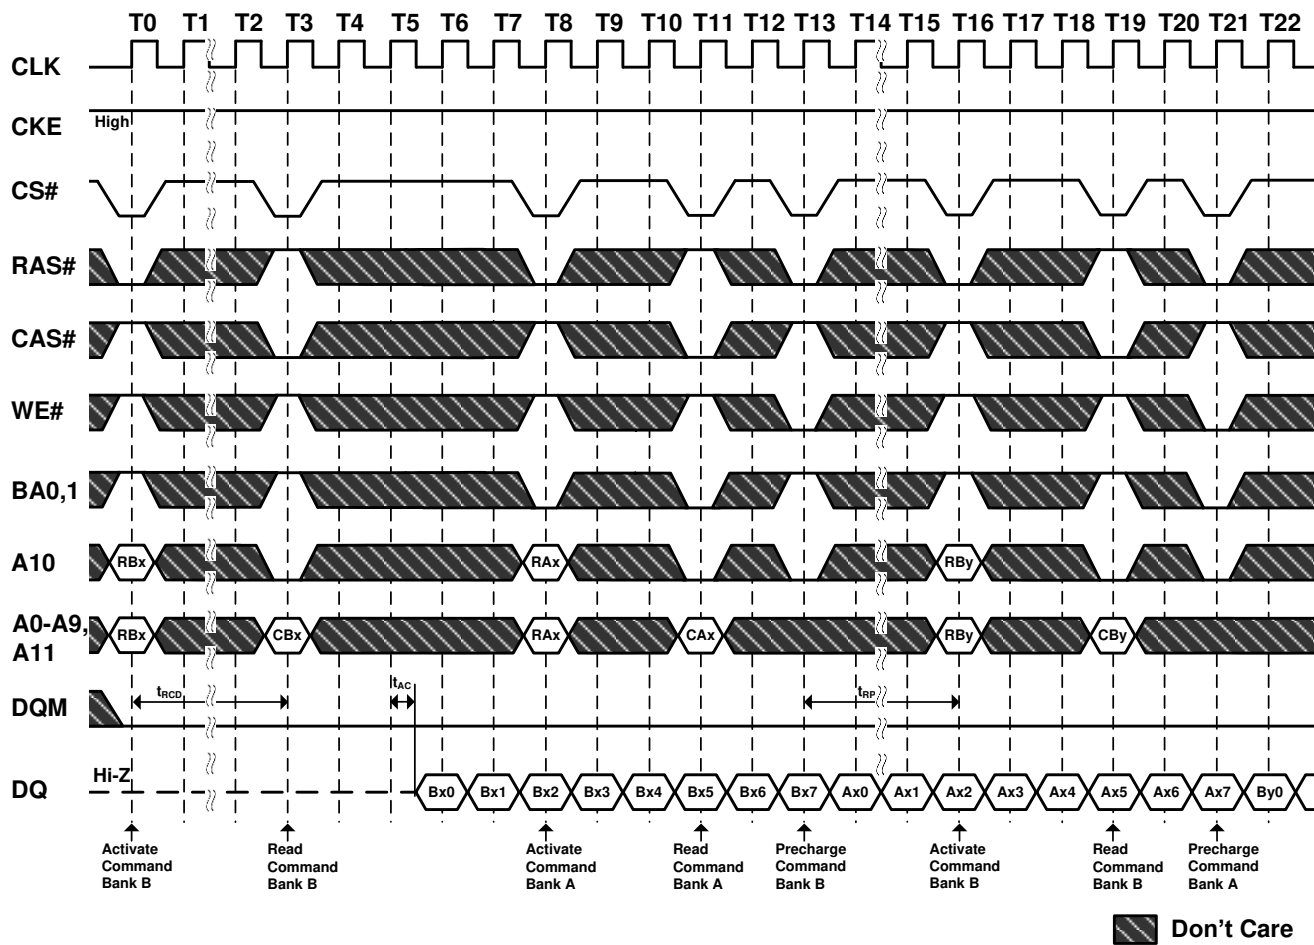 T0 T1 T2 T3 T4 T5 T6 T7 T8 T9 T10 T11 T12 T13 T14 T15 T16 T17 T18 T19 T20 T21 T22
CLK
CKE High
CS#
RAS#
CAS#
WE#
BA0,1
A10 RBx RAx RBy
A0-A9,
A11 RBx CBx RAx CAx RBy CBy
tRCD tAC tRP
DQM
Hi-Z
DQ Bx0 Bx1 Bx2 Bx3 Bx4 Bx5 Bx6 Bx7 Ax0 Ax1 Ax2 Ax3 Ax4 Ax5 Ax6 Ax7 By0
Activate
Command
Bank B
Read
Command
Bank B
Activate
Command
Bank A
Read
Command
Bank A
Precharge
Command
Bank B
Activate
Command
Bank B
Read
Command
Bank B
Precharge
Command
Bank A
Don't Care